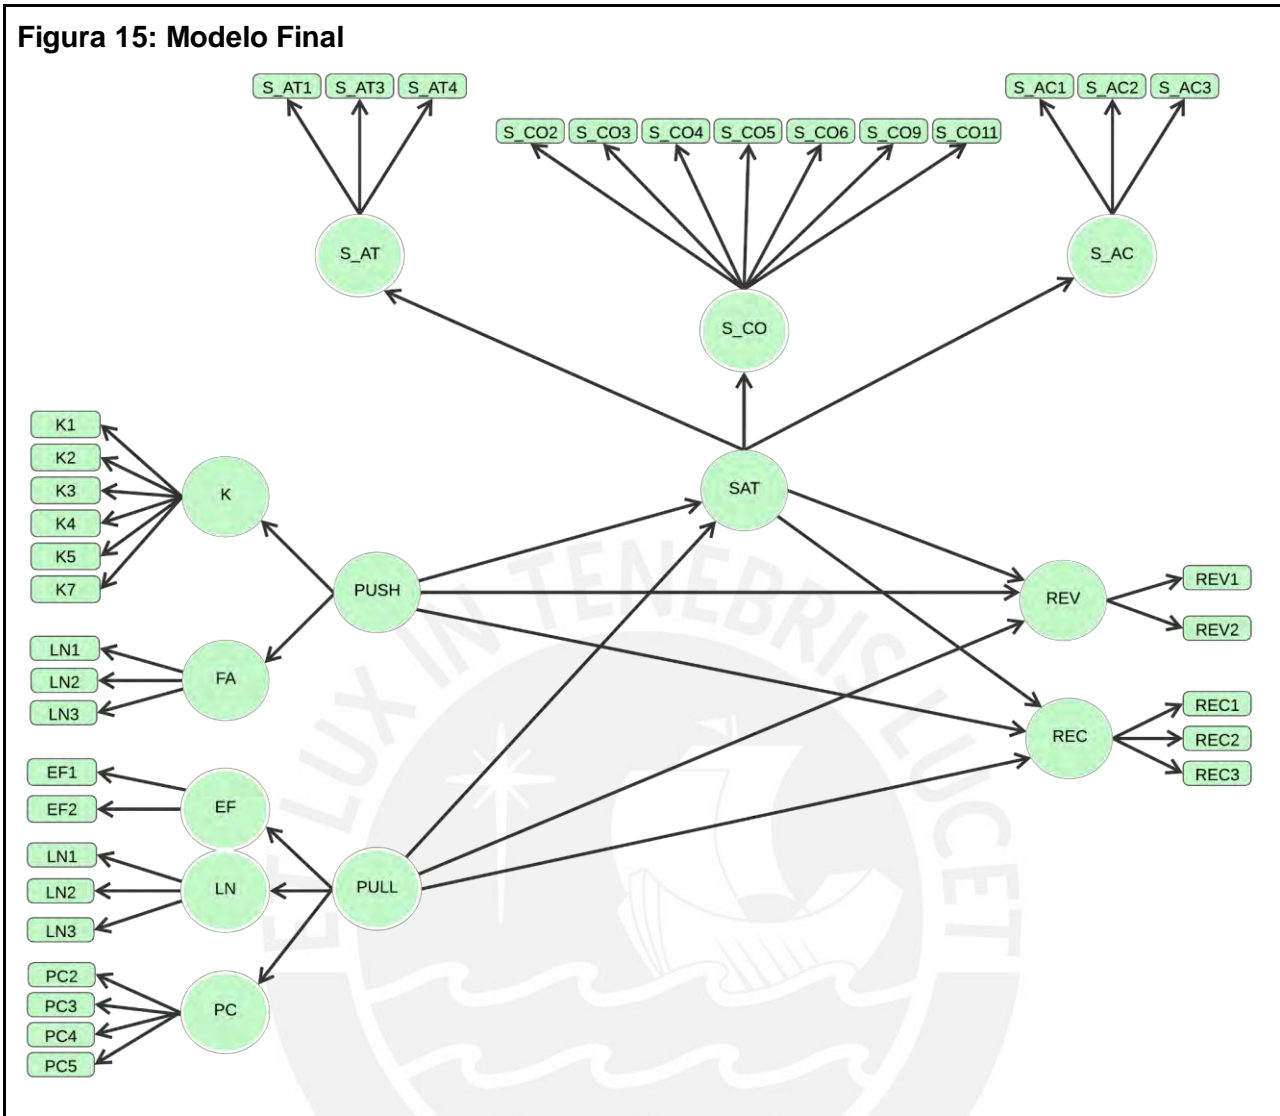 Figura 15: Modelo Final
S_AT1 S_AT3 S_AT4
S_AC1 S_AC2 S_AC3
S_CO2 S_CO3 S_CO4 S_CO5 S_CO6 S_CO9 S_CO11
S_AT
S_AC
S_CO
K1
K2
K3
K4
K5
K7
K
SAT
PUSH
REV
REV1
REV2
LN1
LN2
LN3
FA
REC
REC1
REC2
REC3
EF1
EF2
EF
LN1
LN2
LN3
LN
PULL
PC2
PC3
PC4
PC5
PC
ET LUX IN TENEBRIS LUCET